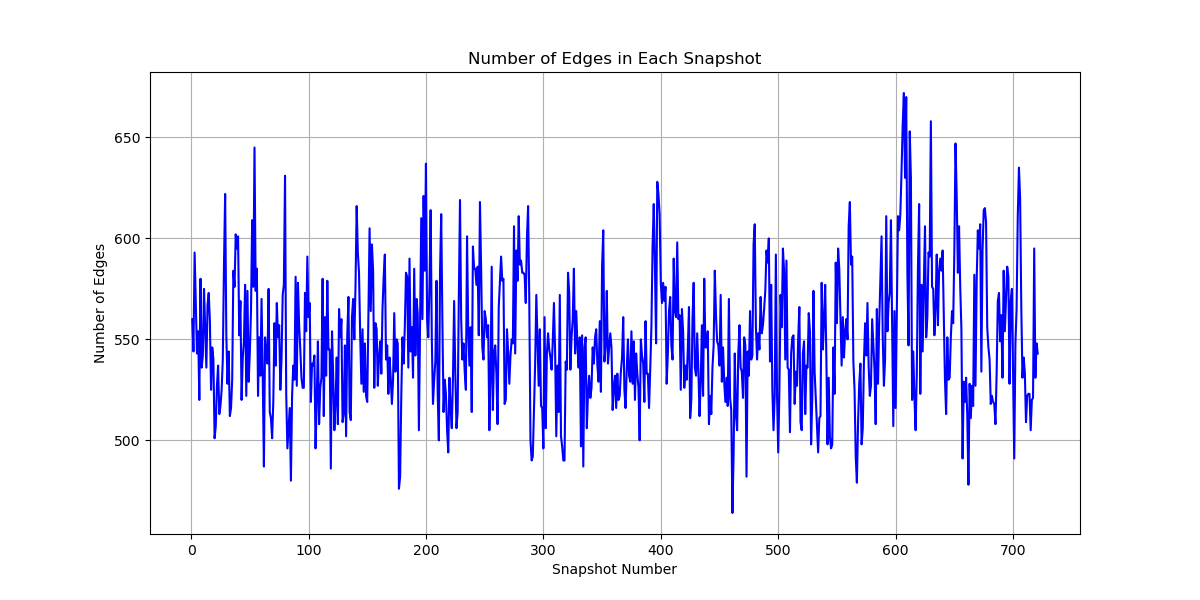 Number of Edges in Each Snapshot
650
600
550
500
Number of Edges
0 100 200 300 400 500 600 700
Snapshot Number